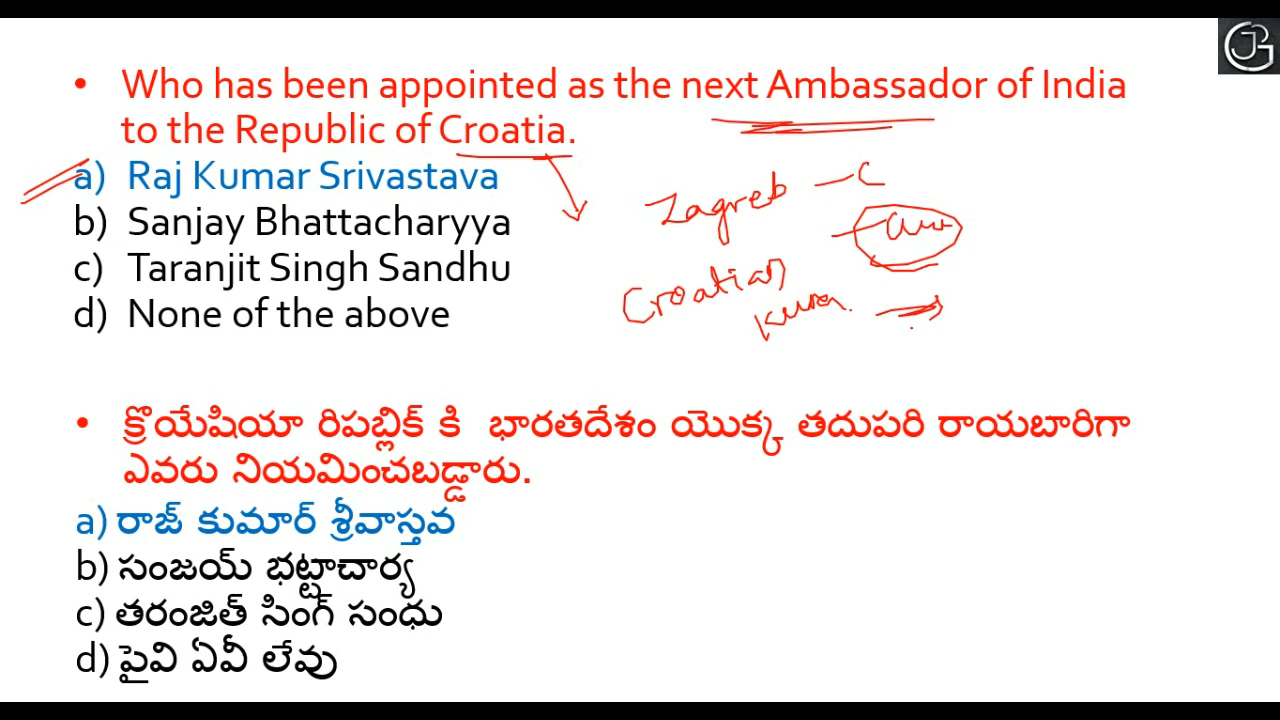 • Who has been appointed as the next Ambassador of India
to the Republic of Croatia.
a) Raj Kumar Srivastava
b) Sanjay Bhattacharyya
c) Taranjit Singh Sandhu
d) None of the above
Zagreb – C
Croatian
Kuna
• క్రొయేషియా రిపబ్లిక్ కి భారతదేశం యొక్క తదుపరి రాయబారిగా
ఎవరు నియమించబడ్డారు.
a) రాజ్ కుమార్ శ్రీవాస్తవ
b) సంజయ్ భట్టాచార్య
c) తరంజిత్ సింగ్ సంధు
d) పైవి ఏవీ లేవు